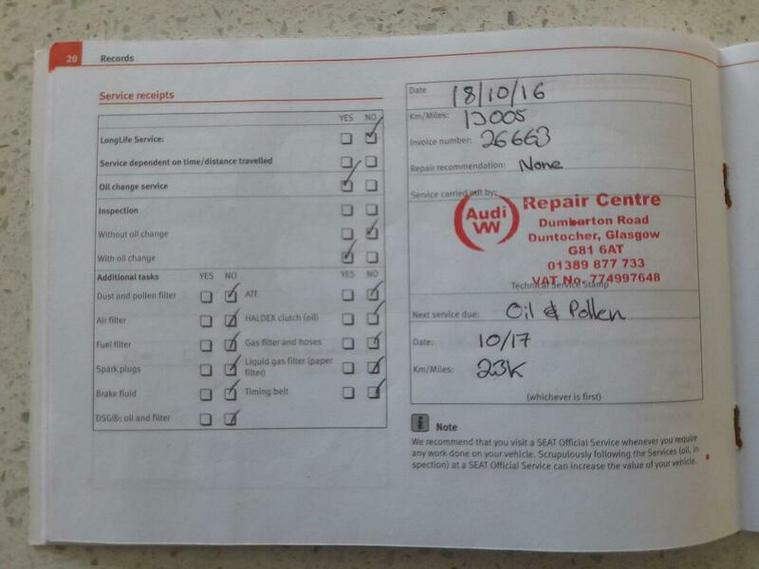 20 Records
Service receipts
YES NO
LongLife Service:
Service dependent on time/distance travelled
Oil change service
Inspection
Without oil change
With oil change
Additional tasks YES NO YES NO
Dust and pollen filter ATF
Air filter HALDEX clutch (oil)
Fuel filter Gas filter and hoses
Spark plugs Liquid gas filter (paper
filter)
Brake fluid Timing belt
DSG®: oil and filter
Date 18/10/16
Km/Miles: 13005
Invoice number: 26663
Repair recommendation: None
Service carried out by:
Audi
VW
Repair Centre
Dumbarton Road
Duntocher, Glasgow
G81 6AT
01389 877 733
VAT No. 774997648
Technical Service Stamp
Next service due: Oil & Pollen
Date: 10/17
Km/Miles: 23K
(whichever is first)
Note
We recommend that you visit a SEAT Official Service whenever you require
any work done on your vehicle. Scrupulously following the Services (oil, in
spection) at a SEAT Official Service can increase the value of your vehicle.